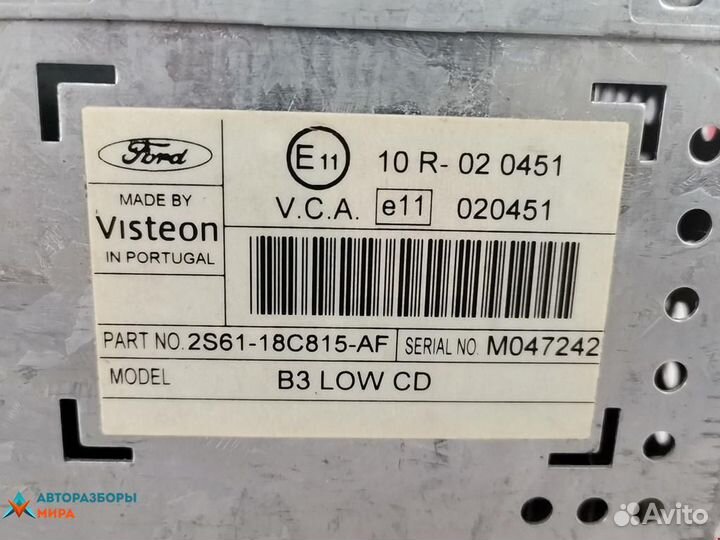 Ford
E11 10 R- 02 0451
MADE BY
Visteon
IN PORTUGAL
V.C.A. e11 020451
PART NO. 2S61-18C815-AF SERIAL NO. M047242
MODEL B3 LOW CD
АВТОРАЗБОРЫ
МИРА
Avito